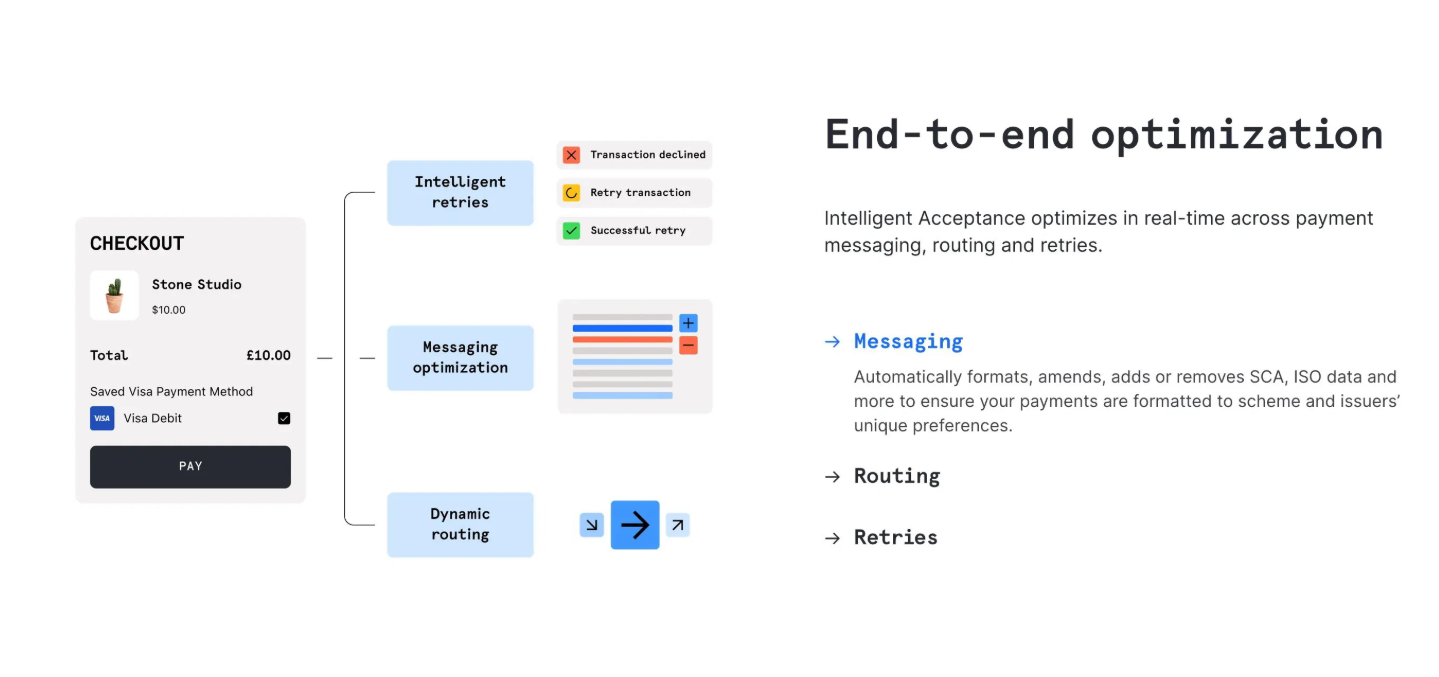 CHECKOUT
Stone Studio
$10.00
Total £10.00
Saved Visa Payment Method
VISA Visa Debit
PAY
Intelligent
retries
Transaction declined
Retry transaction
Successful retry
Messaging
optimization
Dynamic
routing
End-to-end optimization
Intelligent Acceptance optimizes in real-time across payment
messaging, routing and retries.
→ Messaging
Automatically formats, amends, adds or removes SCA, ISO data and
more to ensure your payments are formatted to scheme and issuers’
unique preferences.
→ Routing
→ Retries